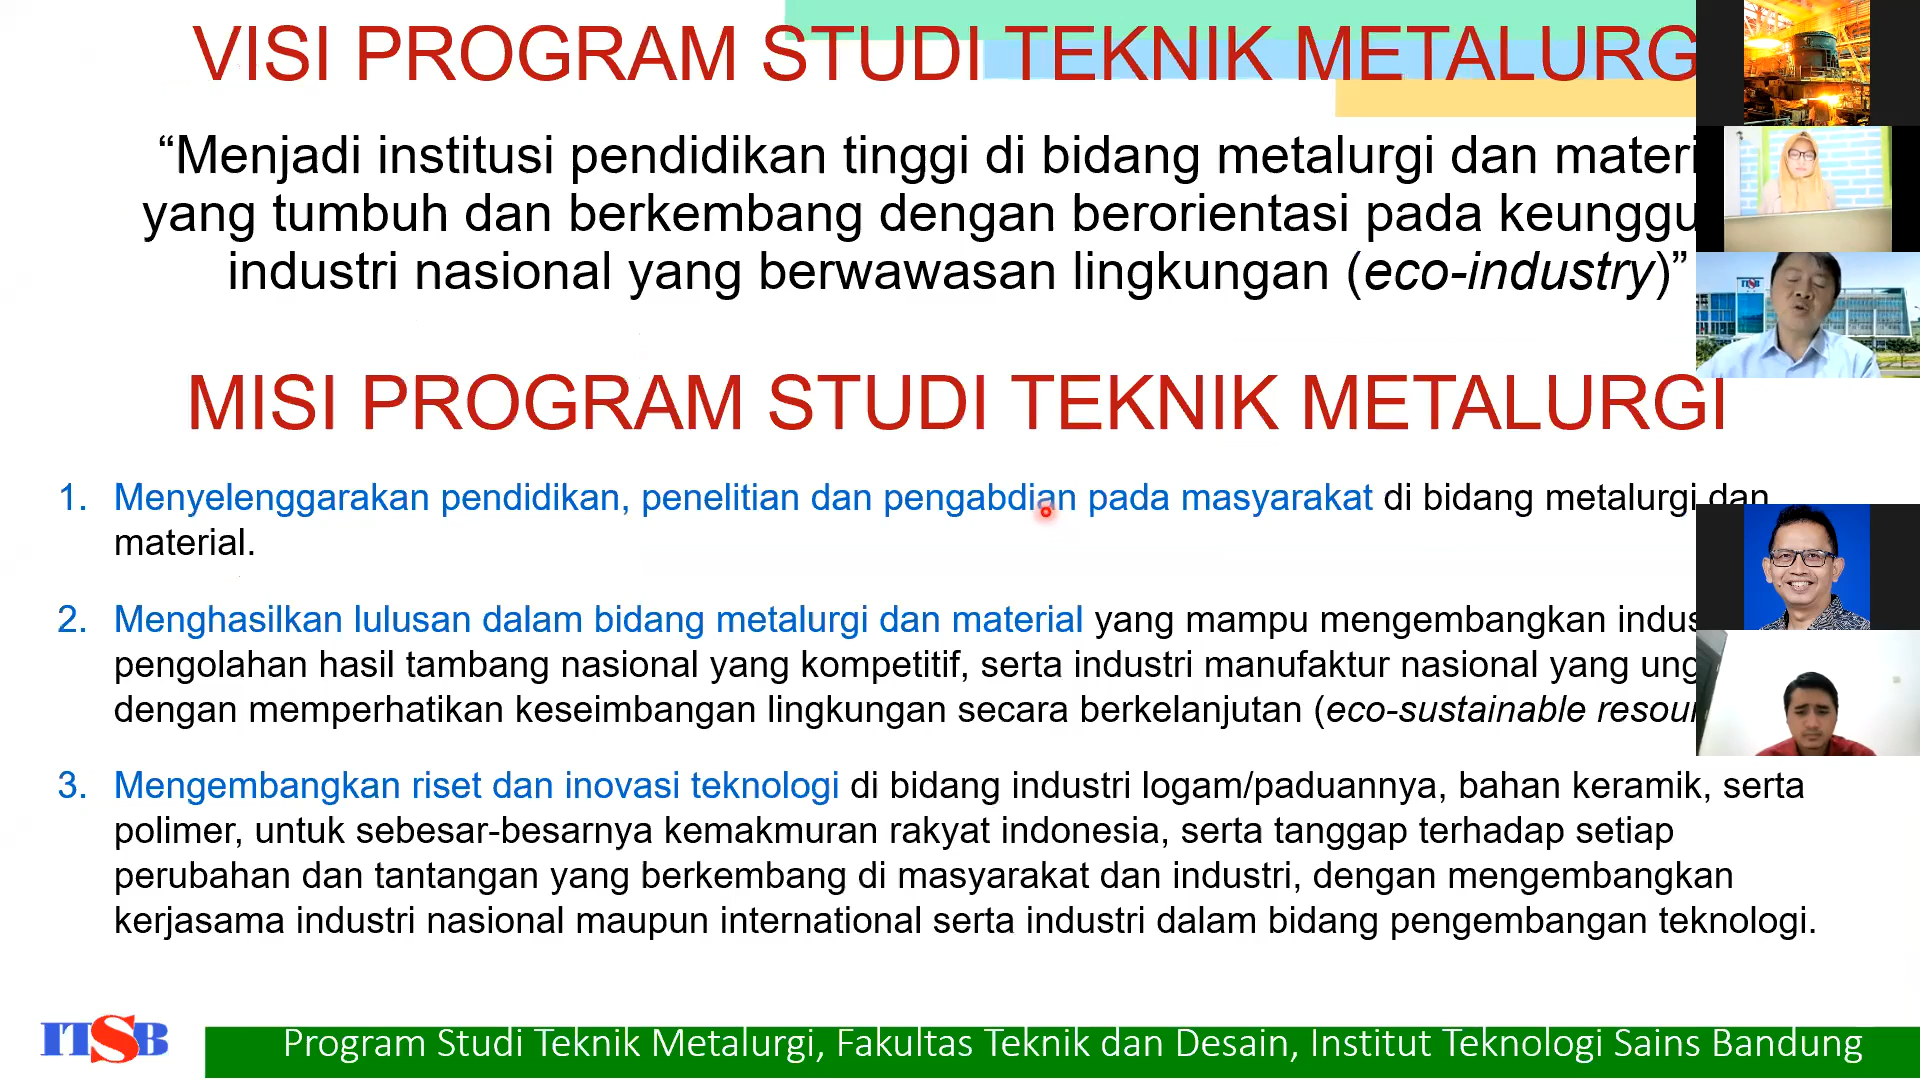 VISI PROGRAM STUDI TEKNIK METALURG
“Menjadi institusi pendidikan tinggi di bidang metalurgi dan materi
yang tumbuh dan berkembang dengan berorientasi pada keunggu
industri nasional yang berwawasan lingkungan (eco-industry)”
ITSB
MISI PROGRAM STUDI TEKNIK METALURGI
1. Menyelenggarakan pendidikan, penelitian dan pengabdian pada masyarakat di bidang metalurgi dan
material.
2. Menghasilkan lulusan dalam bidang metalurgi dan material yang mampu mengembangkan indus
pengolahan hasil tambang nasional yang kompetitif, serta industri manufaktur nasional yang ung
dengan memperhatikan keseimbangan lingkungan secara berkelanjutan (eco-sustainable resour
3. Mengembangkan riset dan inovasi teknologi di bidang industri logam/paduannya, bahan keramik, serta
polimer, untuk sebesar-besarnya kemakmuran rakyat indonesia, serta tanggap terhadap setiap
perubahan dan tantangan yang berkembang di masyarakat dan industri, dengan mengembangkan
kerjasama industri nasional maupun international serta industri dalam bidang pengembangan teknologi.
ITSB
Program Studi Teknik Metalurgi, Fakultas Teknik dan Desain, Institut Teknologi Sains Bandung